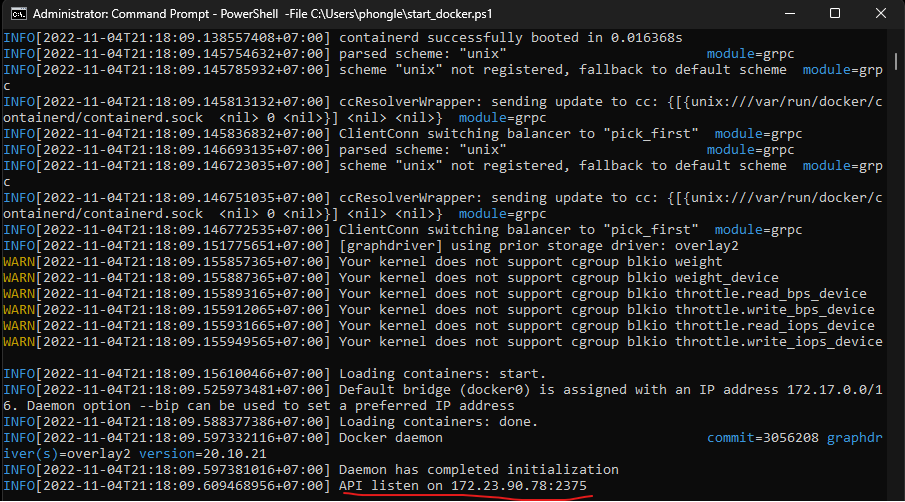 Administrator: Command Prompt - PowerShell -File C:\Users\phongle\start_docker.ps1
INFO[2022-11-04T21:18:09.138557408+07:00] containerd successfully booted in 0.016368s
INFO[2022-11-04T21:18:09.145754632+07:00] parsed scheme: "unix" module=grpc
INFO[2022-11-04T21:18:09.145785932+07:00] scheme "unix" not registered, fallback to default scheme module=grp
c
INFO[2022-11-04T21:18:09.145813132+07:00] ccResolverWrapper: sending update to cc: {[{unix:///var/run/docker/c
ontainerd/containerd.sock <nil> 0 <nil>}] <nil> <nil>} module=grpc
INFO[2022-11-04T21:18:09.145836832+07:00] ClientConn switching balancer to "pick_first" module=grpc
INFO[2022-11-04T21:18:09.146693135+07:00] parsed scheme: "unix" module=grpc
INFO[2022-11-04T21:18:09.146723035+07:00] scheme "unix" not registered, fallback to default scheme module=grp
c
INFO[2022-11-04T21:18:09.146751035+07:00] ccResolverWrapper: sending update to cc: {[{unix:///var/run/docker/c
ontainerd/containerd.sock <nil> 0 <nil>}] <nil> <nil>} module=grpc
INFO[2022-11-04T21:18:09.146772535+07:00] ClientConn switching balancer to "pick_first" module=grpc
INFO[2022-11-04T21:18:09.151775651+07:00] [graphdriver] using prior storage driver: overlay2
WARN[2022-11-04T21:18:09.155857365+07:00] Your kernel does not support cgroup blkio weight
WARN[2022-11-04T21:18:09.155887365+07:00] Your kernel does not support cgroup blkio weight_device
WARN[2022-11-04T21:18:09.155893165+07:00] Your kernel does not support cgroup blkio throttle.read_bps_device
WARN[2022-11-04T21:18:09.155912065+07:00] Your kernel does not support cgroup blkio throttle.write_bps_device
WARN[2022-11-04T21:18:09.155931665+07:00] Your kernel does not support cgroup blkio throttle.read_iops_device
WARN[2022-11-04T21:18:09.155949565+07:00] Your kernel does not support cgroup blkio throttle.write_iops_device
INFO[2022-11-04T21:18:09.156100466+07:00] Loading containers: start.
INFO[2022-11-04T21:18:09.525973481+07:00] Default bridge (docker0) is assigned with an IP address 172.17.0.0/1
6. Daemon option --bip can be used to set a preferred IP address
INFO[2022-11-04T21:18:09.588377386+07:00] Loading containers: done.
INFO[2022-11-04T21:18:09.597332116+07:00] Docker daemon commit=3056208 graphdr
iver(s)=overlay2 version=20.10.21
INFO[2022-11-04T21:18:09.597381016+07:00] Daemon has completed initialization
INFO[2022-11-04T21:18:09.609468956+07:00] API listen on 172.23.90.78:2375